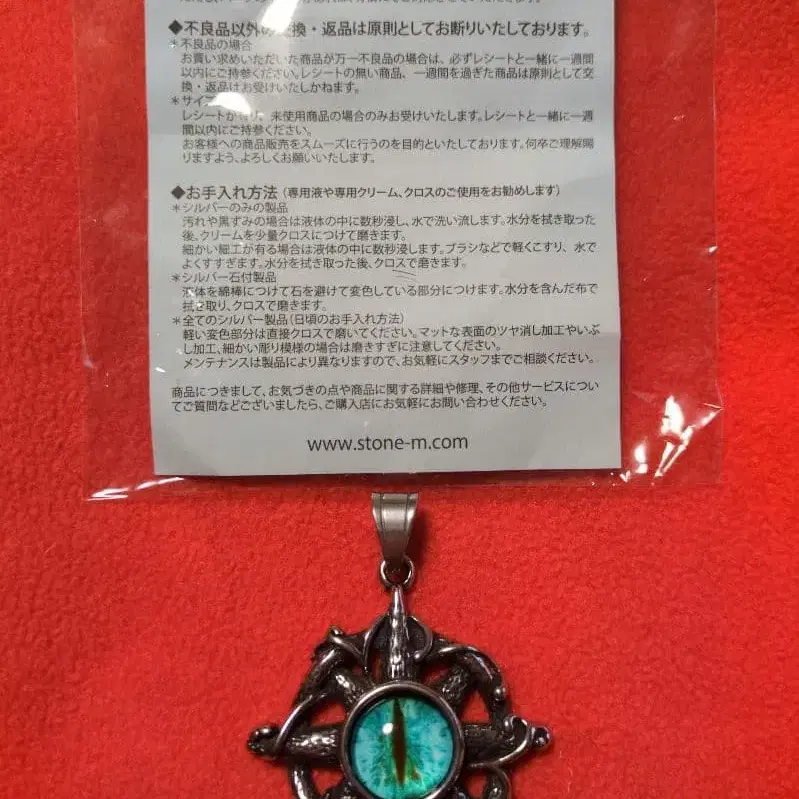 ◆不良品以外の交換・返品は原則としてお断りいたしております。
＊不良品の場合
お買い求めいただいた商品が万一不良品の場合は、必ずレシートと一緒に一週間
以内にご持参ください。レシートの無い商品、一週間を過ぎた商品は原則として交
換・返品はお受けいたしかねます。
＊サイズ
レシートが有り、未使用商品の場合のみお受けいたします。レシートと一緒に一週
間以内にご持参ください。
お客様への商品販売をスムーズに行うのを目的といたしております。何卒ご理解賜
りますよう、よろしくお願いいたします。
◆お手入れ方法（専用液や専用クリーム、クロスのご使用をお勧めします）
＊シルバーのみの製品
汚れや黒ずみの場合は液体の中に数秒浸し、水で洗い流します。水分を拭き取った
後、クリームを少量クロスにつけて磨きます。
細かい細工が有る場合は液体の中に数秒浸します。ブラシなどで軽くこすり、水で
よくすすぎます。水分を拭き取った後、クロスで磨きます。
＊シルバー石付製品
液体を綿棒につけて石を避けて変色している部分につけます。水分を含んだ布で
拭き取り、クロスで磨きます。
＊全てのシルバー製品（日頃のお手入れ方法）
軽い変色部分は直接クロスで磨いてください。マットな表面のツヤ消し加工やいぶ
し加工、細かい彫り模様の場合は磨きすぎに注意してください。
メンテナンスは製品により異なりますので、お気軽にスタッフまでご相談ください。
商品につきまして、お気づきの点や商品に関する詳細や修理、その他サービスについ
てご質問などございましたら、ご購入店にお気軽にお問い合わせください。
www.stone-m.com